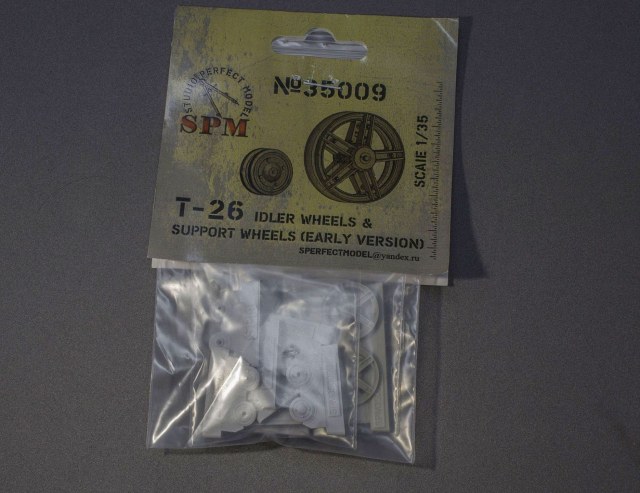 STUDIO PERFECT MODEL
SPM
№35009
SCALE 1/35
T-26 IDLER WHEELS &
SUPPORT WHEELS (EARLY VERSION)
SPERFECTMODEL@yandex.ru